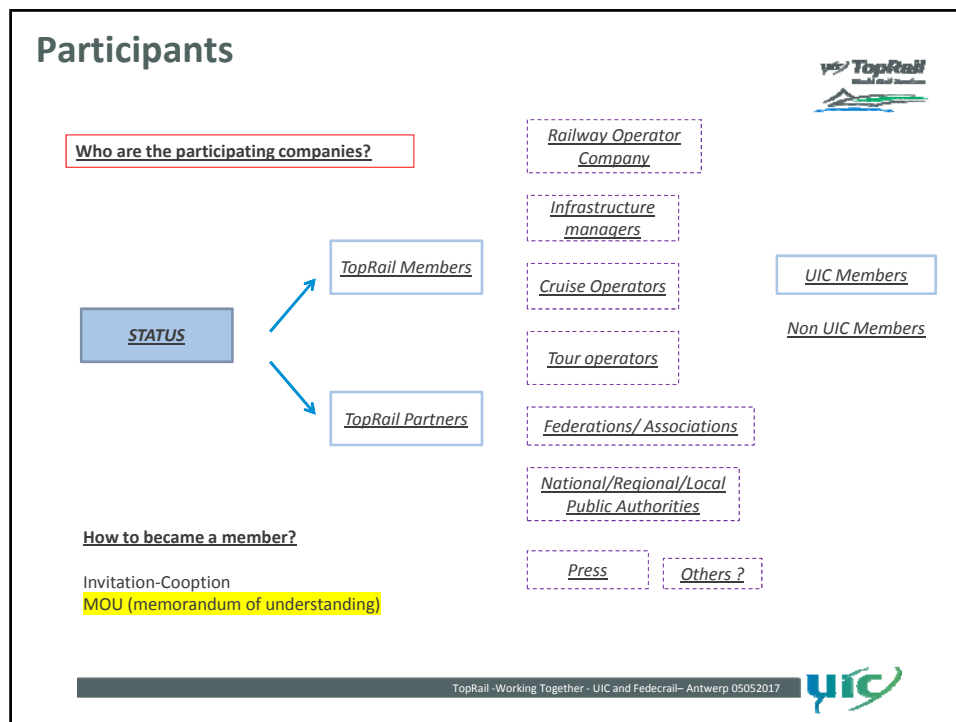 Participants
uic TopRail
Who are the participating companies?
Railway Operator
Company
Infrastructure
managers
TopRail Members
Cruise Operators
UIC Members
STATUS
Non UIC Members
Tour operators
TopRail Partners
Federations/ Associations
National/Regional/Local
Public Authorities
How to became a member?
Press
Others ?
Invitation-Cooption
MOU (memorandum of understanding)
TopRail -Working Together - UIC and Fedecrail– Antwerp 05052017
uic